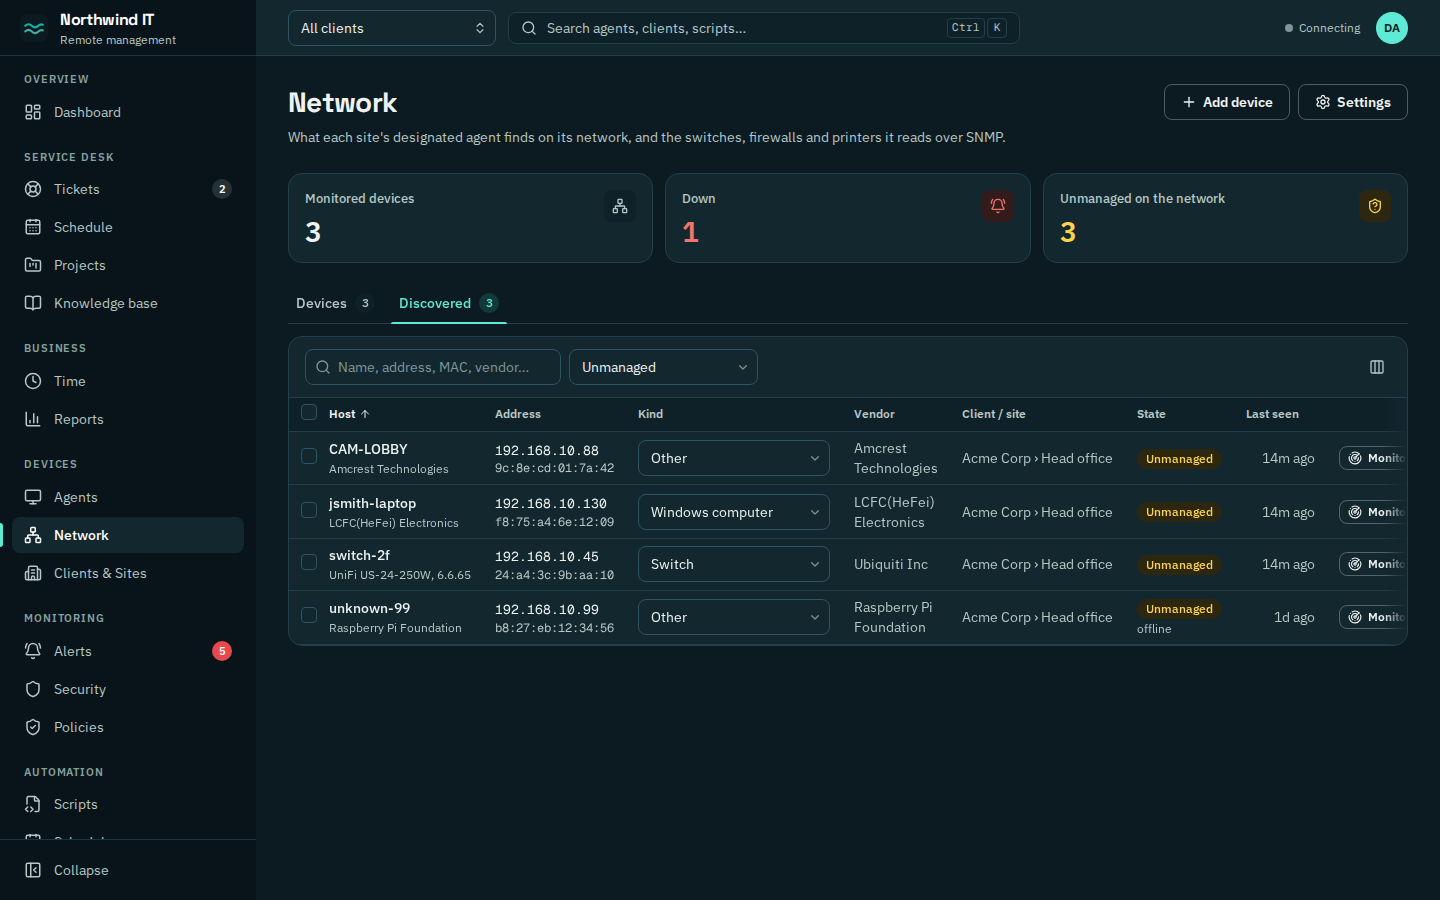 Northwind IT
Remote management
All clients
Search agents, clients, scripts...
Ctrl K
Connecting
DA
OVERVIEW
Dashboard
SERVICE DESK
Tickets 2
Schedule
Projects
Knowledge base
BUSINESS
Time
Reports
DEVICES
Agents
Network
Clients & Sites
MONITORING
Alerts 5
Security
Policies
AUTOMATION
Scripts
Collapse
Network
What each site's designated agent finds on its network, and the switches, firewalls and printers it reads over SNMP.
Add device
Settings
Monitored devices
3
Down
1
Unmanaged on the network
3
Devices 3
Discovered 3
Name, address, MAC, vendor...
Unmanaged
Host Address Kind Vendor Client / site State Last seen
CAM-LOBBY
Amcrest Technologies
192.168.10.88
9c:8e:cd:01:7a:42
Other
Amcrest
Technologies
Acme Corp › Head office
Unmanaged
14m ago
Monito
jsmith-laptop
LCFC(HeFei) Electronics
192.168.10.130
f8:75:a4:6e:12:09
Windows computer
LCFC(HeFei)
Electronics
Acme Corp › Head office
Unmanaged
14m ago
Monito
switch-2f
UniFi US-24-250W, 6.6.65
192.168.10.45
24:a4:3c:9b:aa:10
Switch
Ubiquiti Inc
Acme Corp › Head office
Unmanaged
14m ago
Monito
unknown-99
Raspberry Pi Foundation
192.168.10.99
b8:27:eb:12:34:56
Other
Raspberry Pi
Foundation
Acme Corp › Head office
Unmanaged
offline
1d ago
Monito